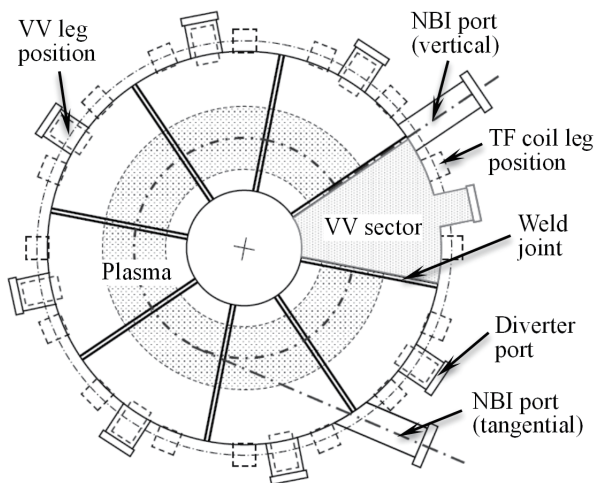 VV leg
position
NBI port
(vertical)
TF coil leg
position
VV sector
Weld
joint
Plasma
Diverter
port
NBI port
(tangential)